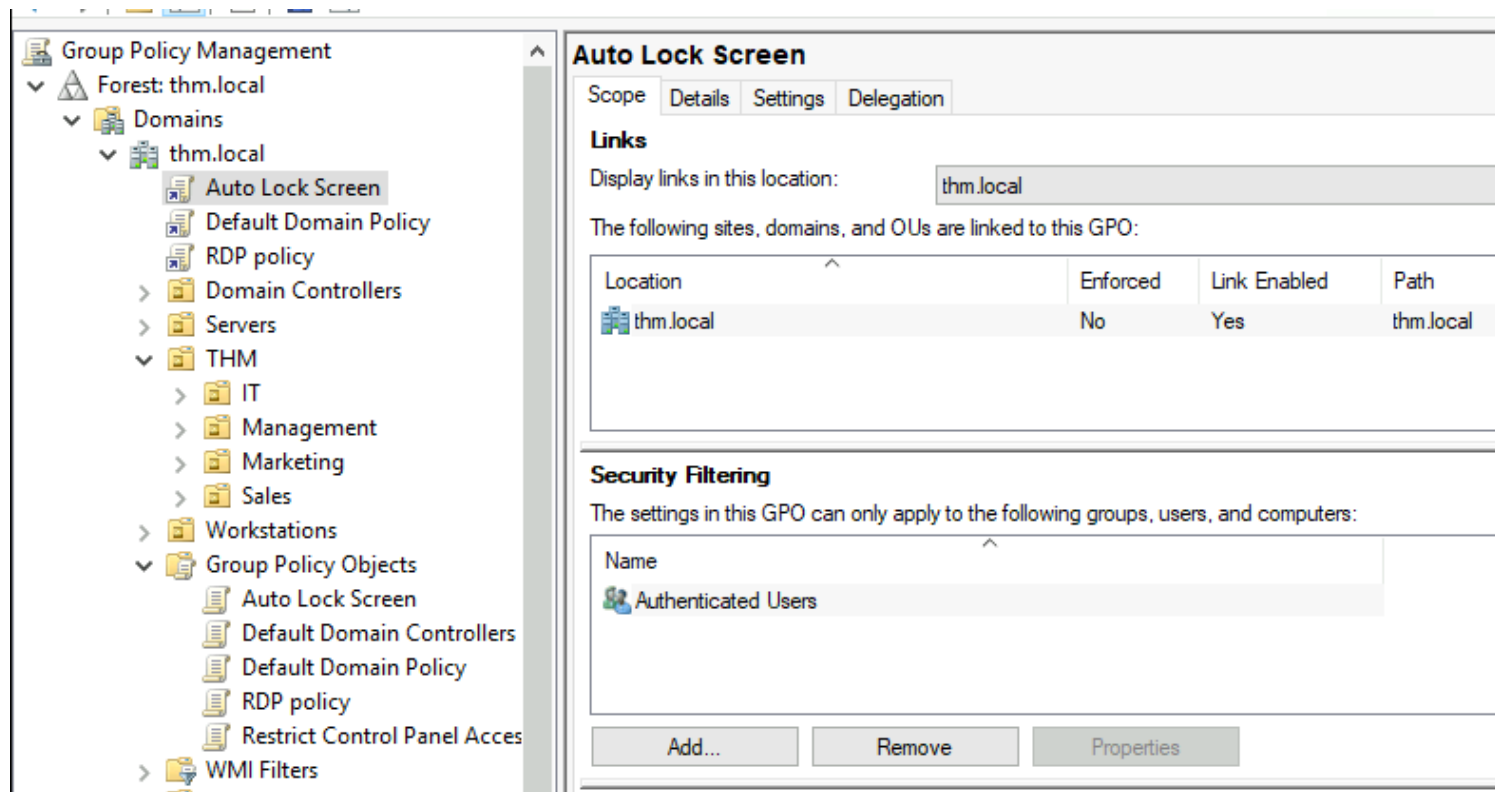 Group Policy Management
Forest: thm.local
Domains
thm.local
Auto Lock Screen
Default Domain Policy
RDP policy
Domain Controllers
Servers
THM
IT
Management
Marketing
Sales
Workstations
Group Policy Objects
Auto Lock Screen
Default Domain Controllers
Default Domain Policy
RDP policy
Restrict Control Panel Acces
WMI Filters
Auto Lock Screen
Scope Details Settings Delegation
Links
Display links in this location: thm.local
The following sites, domains, and OUs are linked to this GPO:
Location Enforced Link Enabled Path
thm.local No Yes thm.local
Security Filtering
The settings in this GPO can only apply to the following groups, users, and computers:
Name
Authenticated Users
Add... Remove Properties